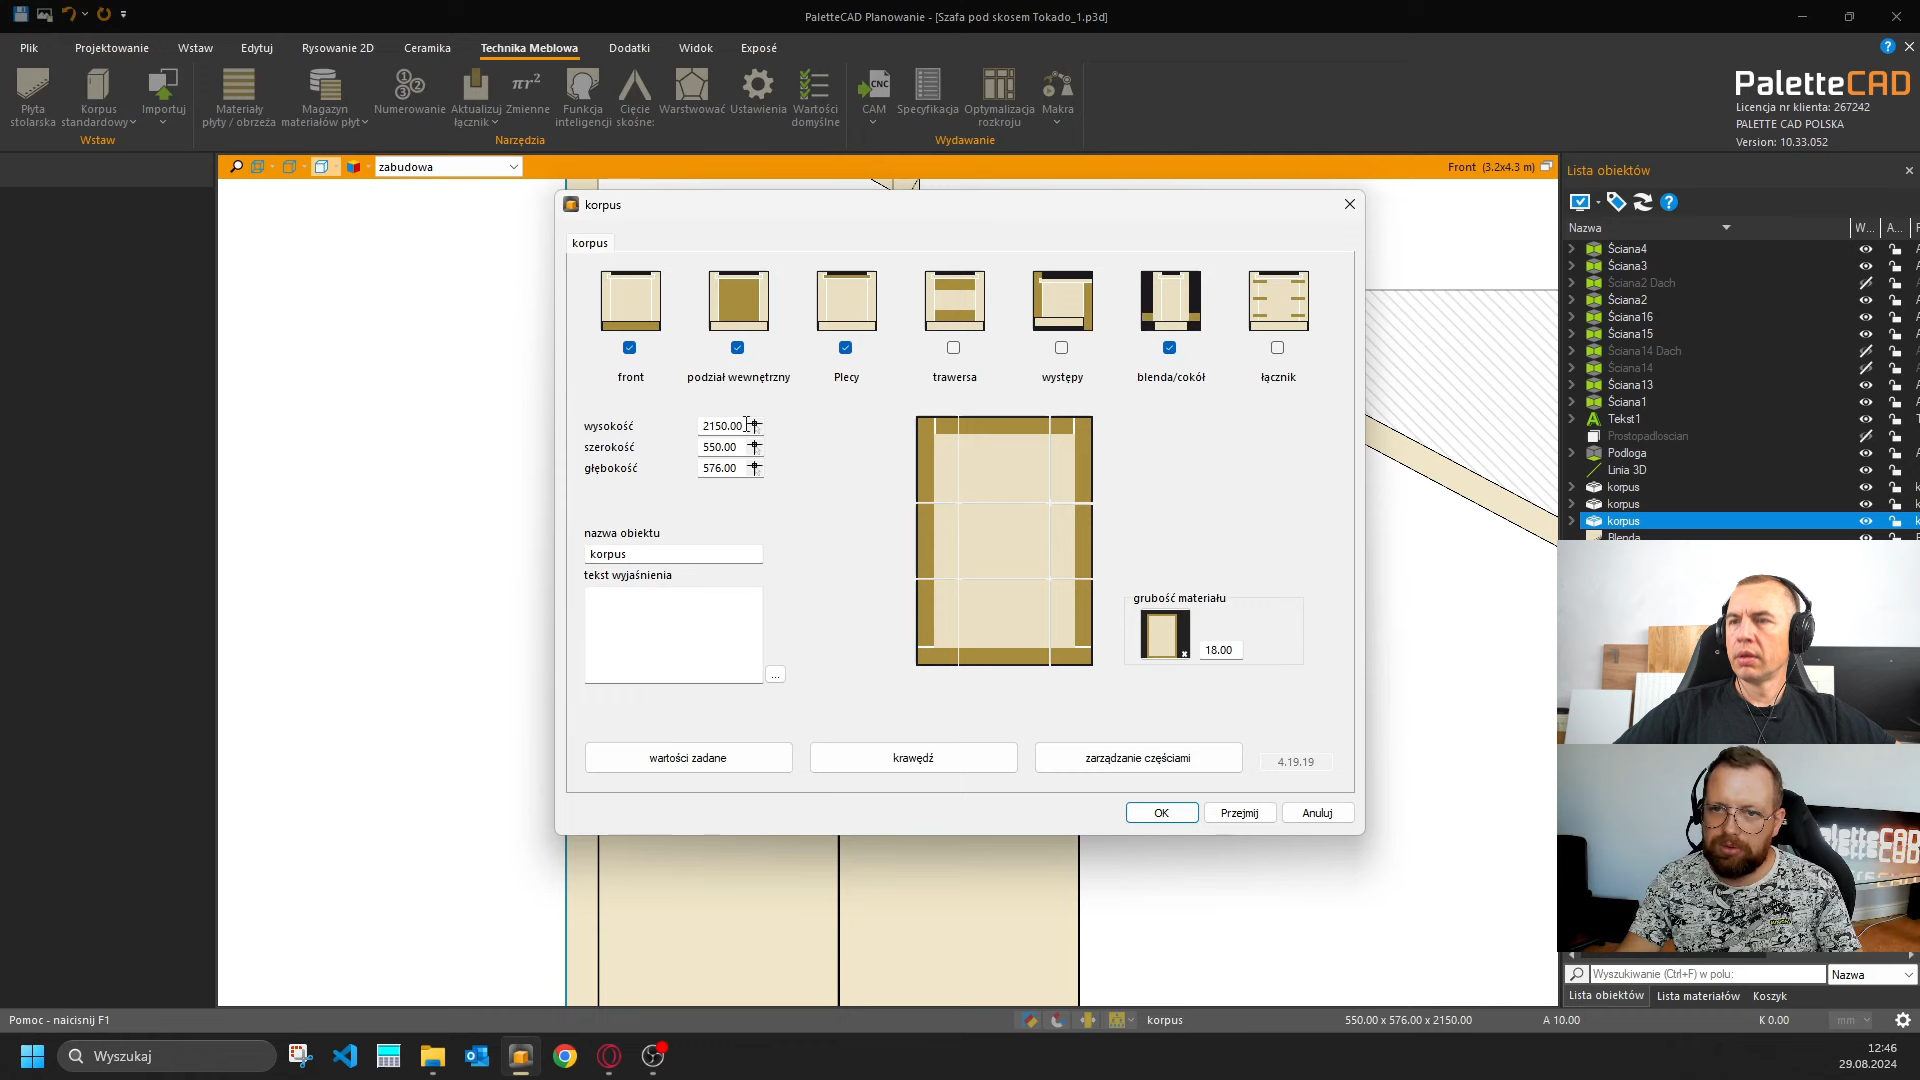 PaletteCAD Planowanie - [Szafa pod skosem Tokado_1.p3d]
Plik Projektowanie Wstaw Edytuj Rysowanie 2D Ceramika Technika Meblowa Dodatki Widok Exposé
Płyta stolarska
Korpus standardowy
Importuj
Materiały płyty / obrzeża
Magazyn materiałów płyt
Numerowanie
Aktualizuj łącznik
πr² Zmienne
Funkcja inteligencji
Cięcie skośne:
Warstwować
Ustawienia
Wartości domyślne
CNC CAM
Specyfikacja
Optymalizacja rozkroju
Makra
Wstaw Narzędzia Wydawanie
PaletteCAD
Licencja nr klienta: 267242
PALETTE CAD POLSKA
Version: 10.33.052
zabudowa
Front (3.2x4.3 m)
Lista obiektów
Nazwa W... A... F
Ściana4
Ściana3
Ściana2 Dach
Ściana2
Ściana16
Ściana15
Ściana14 Dach
Ściana14
Ściana13
Ściana1
Tekst1
Prostopadloscian
Podloga
Linia 3D
korpus
korpus
korpus
Blenda
korpus
korpus
front podział wewnętrzny Plecy trawersa występy blenda/cokół łącznik
wysokość 2150.00
szerokość 550.00
głębokość 576.00
nazwa obiektu
korpus
tekst wyjaśnienia
...
grubość materiału
18.00
wartości zadane krawędź zarządzanie częściami 4.19.19
OK Przejmij Anuluj
Wyszukiwanie (Ctrl+F) w polu: Nazwa
Lista obiektów Lista materiałów Koszyk
Pomoc - naicisnij F1 korpus 550.00 x 576.00 x 2150.00 A 10.00 K 0.00 mm
Wyszukaj
12:46
29.08.2024